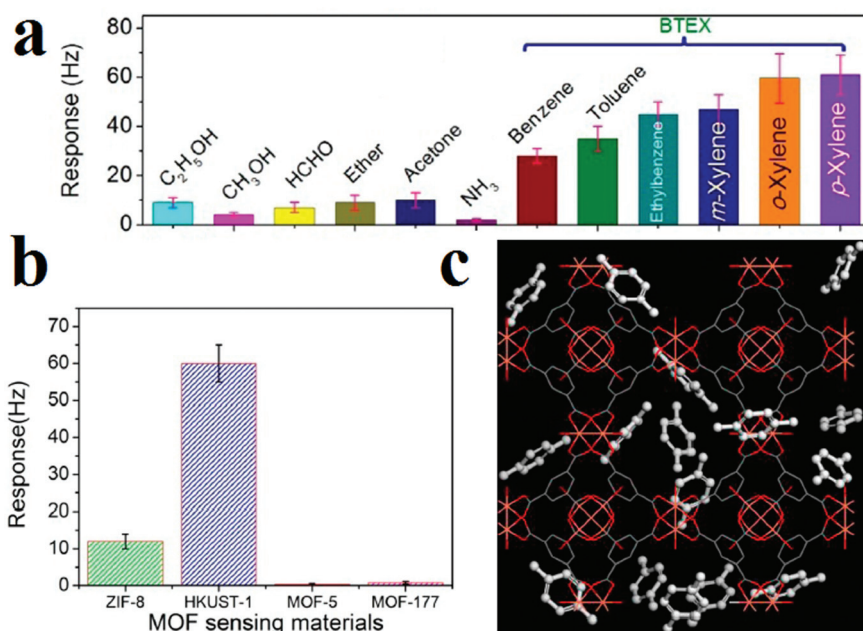 a
Response (Hz)
80
60
40
20
0
C₂H₅OH
CH₃OH
HCHO
Ether
Acetone
NH₃
Benzene
Toluene
Ethylbenzene
m-Xylene
o-Xylene
p-Xylene
BTEX
b
Response(Hz)
70
60
50
40
30
20
10
0
ZIF-8 HKUST-1 MOF-5 MOF-177
MOF sensing materials
c